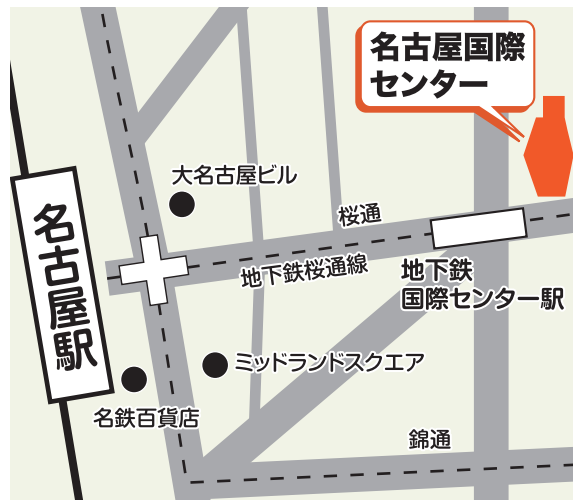 名古屋国際
センター
大名古屋ビル
桜通
名古屋駅
地下鉄桜通線
地下鉄
国際センター駅
ミッドランドスクエア
名鉄百貨店
錦通